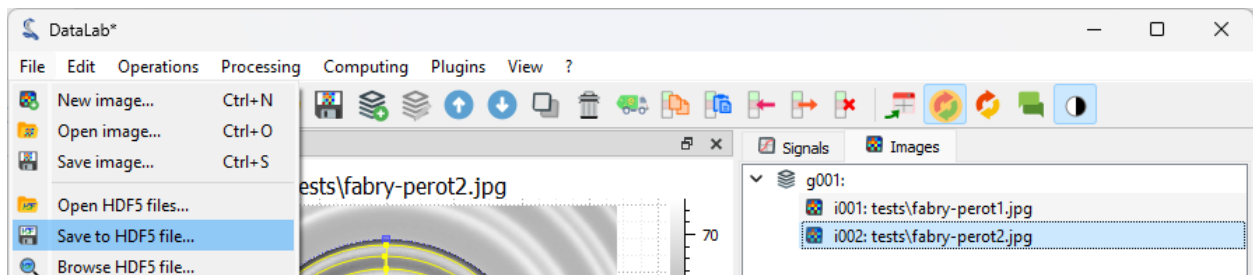 DataLab*
File Edit Operations Processing Computing Plugins View ?
New image... Ctrl+N
Open image... Ctrl+O
Save image... Ctrl+S
Open HDF5 files...
Save to HDF5 file...
Browse HDF5 file...
ests\fabry-perot2.jpg
70
Signals Images
g001:
i001: tests\fabry-perot1.jpg
i002: tests\fabry-perot2.jpg